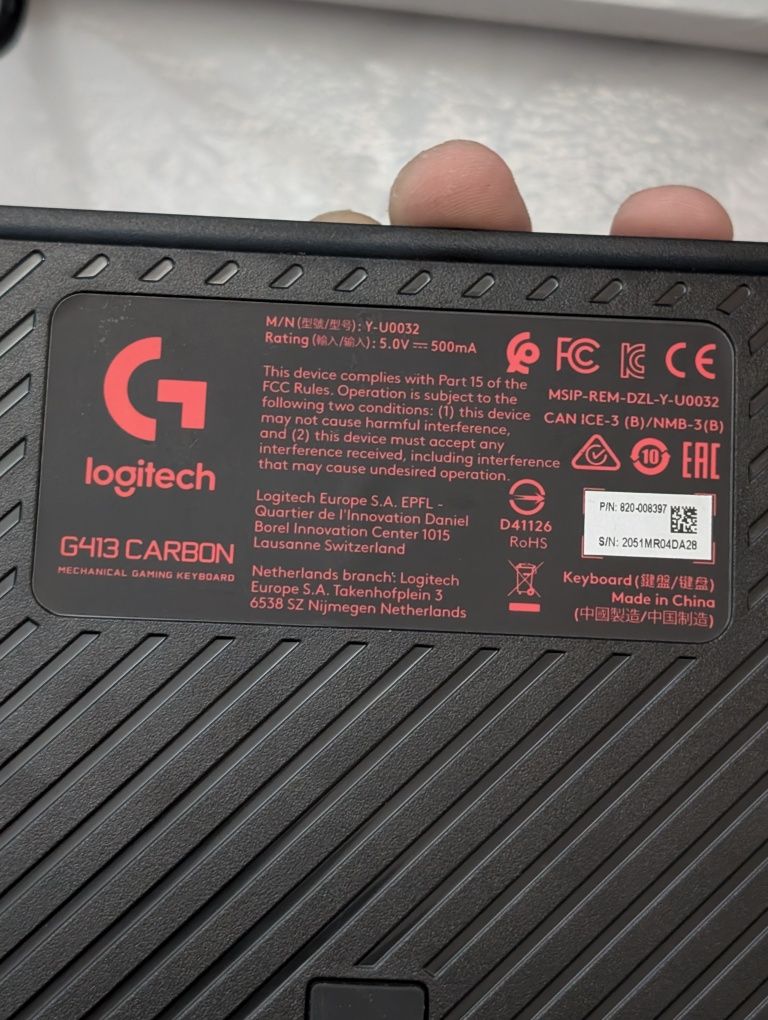 logitech
G413 CARBON
MECHANICAL GAMING KEYBOARD
M/N (型號/型号) : Y-U0032
Rating (輸入/输入) : 5.0V ⎓ 500mA
This device complies with Part 15 of the
FCC Rules. Operation is subject to the
following two conditions: (1) this device
may not cause harmful interference,
and (2) this device must accept any
interference received, including interference
that may cause undesired operation.
Logitech Europe S.A. EPFL -
Quartier de l'Innovation Daniel
Borel Innovation Center 1015
Lausanne Switzerland
Netherlands branch: Logitech
Europe S.A. Takenhofplein 3
6538 SZ Nijmegen Netherlands
FC KC CE
MSIP-REM-DZL-Y-U0032
CAN ICE-3 (B)/NMB-3(B)
10 EAC
D41126
RoHS
P/N: 820-008397
S/N: 2051MR04DA28
Keyboard (鍵盤/键盘)
Made in China
(中國製造/中国制造)